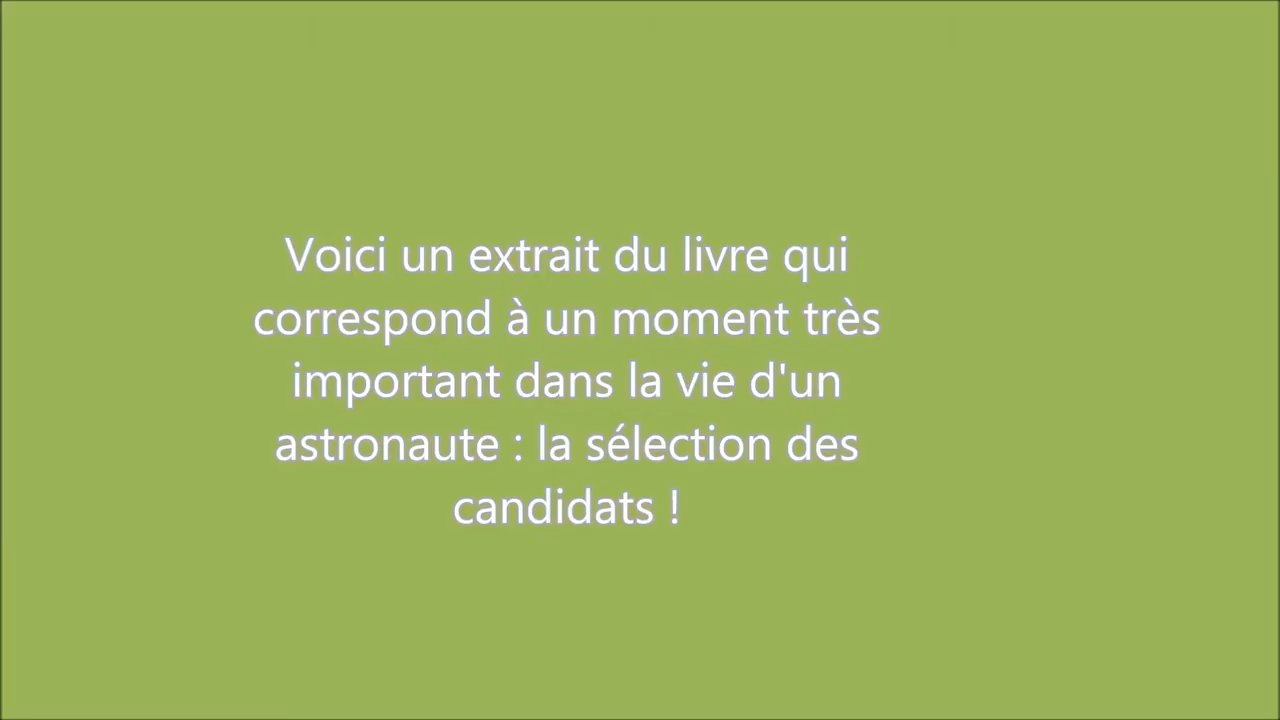 Voici un extrait du livre qui
correspond à un moment très
important dans la vie d'un
astronaute : la sélection des
candidats !